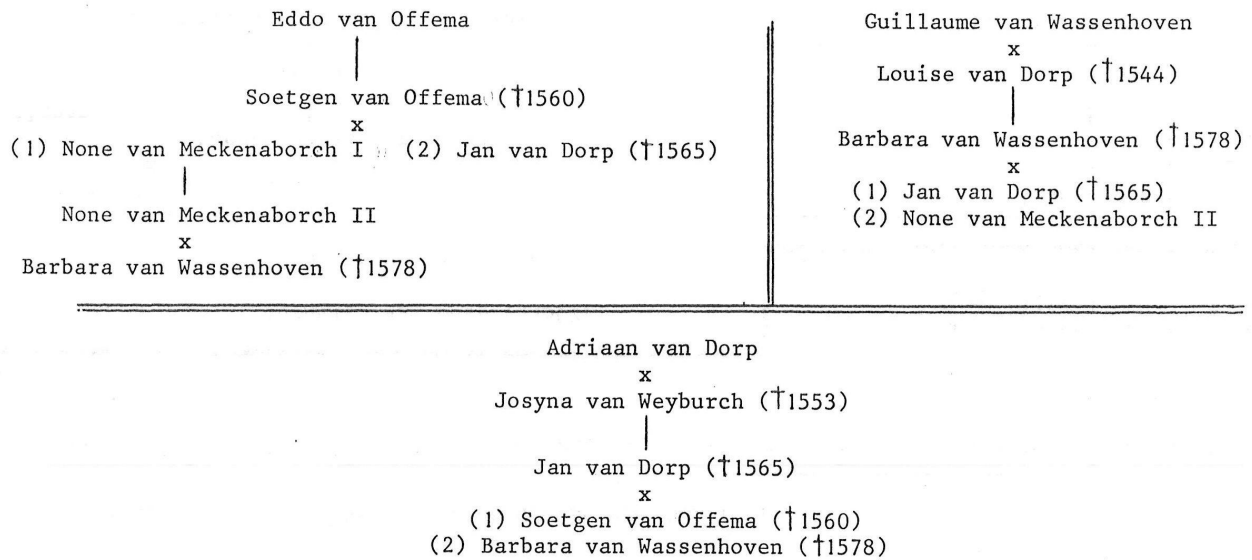 Eddo van Offema
Soetgen van Offema (†1560)
x
(1) None van Meckenaborch I (2) Jan van Dorp (†1565)
None van Meckenaborch II
x
Barbara van Wassenhoven (†1578)
Guillaume van Wassenhoven
x
Louise van Dorp (†1544)
Barbara van Wassenhoven (†1578)
x
(1) Jan van Dorp (†1565)
(2) None van Meckenaborch II
Adriaan van Dorp
x
Josyna van Weyburch (†1553)
Jan van Dorp (†1565)
x
(1) Soetgen van Offema (†1560)
(2) Barbara van Wassenhoven (†1578)